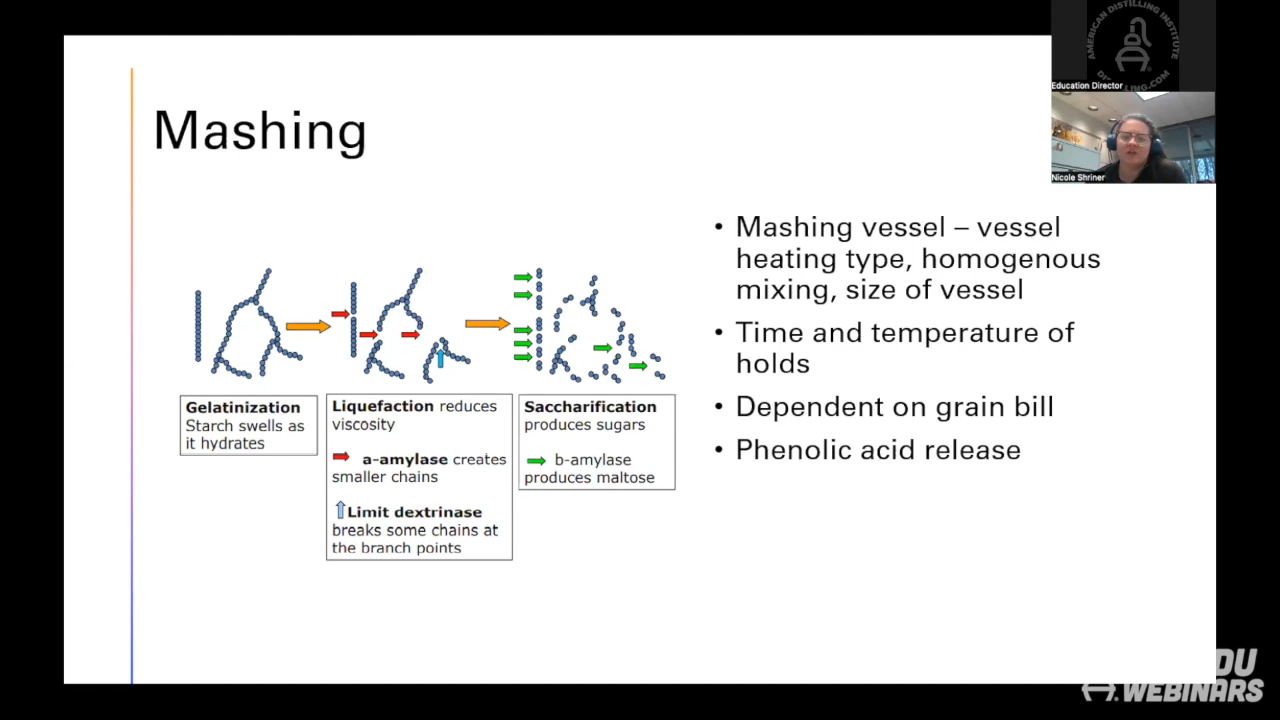 AMERICAN DISTILLING INSTITUTE
DISTILLING.COM
Education Director
Nicole Shriner
Mashing
Gelatinization
Starch swells as
it hydrates
Liquefaction reduces
viscosity
a-amylase creates
smaller chains
Limit dextrinase
breaks some chains at
the branch points
Saccharification
produces sugars
b-amylase
produces maltose
• Mashing vessel – vessel
heating type, homogenous
mixing, size of vessel
• Time and temperature of
holds
• Dependent on grain bill
• Phenolic acid release
DU
.WEBINARS